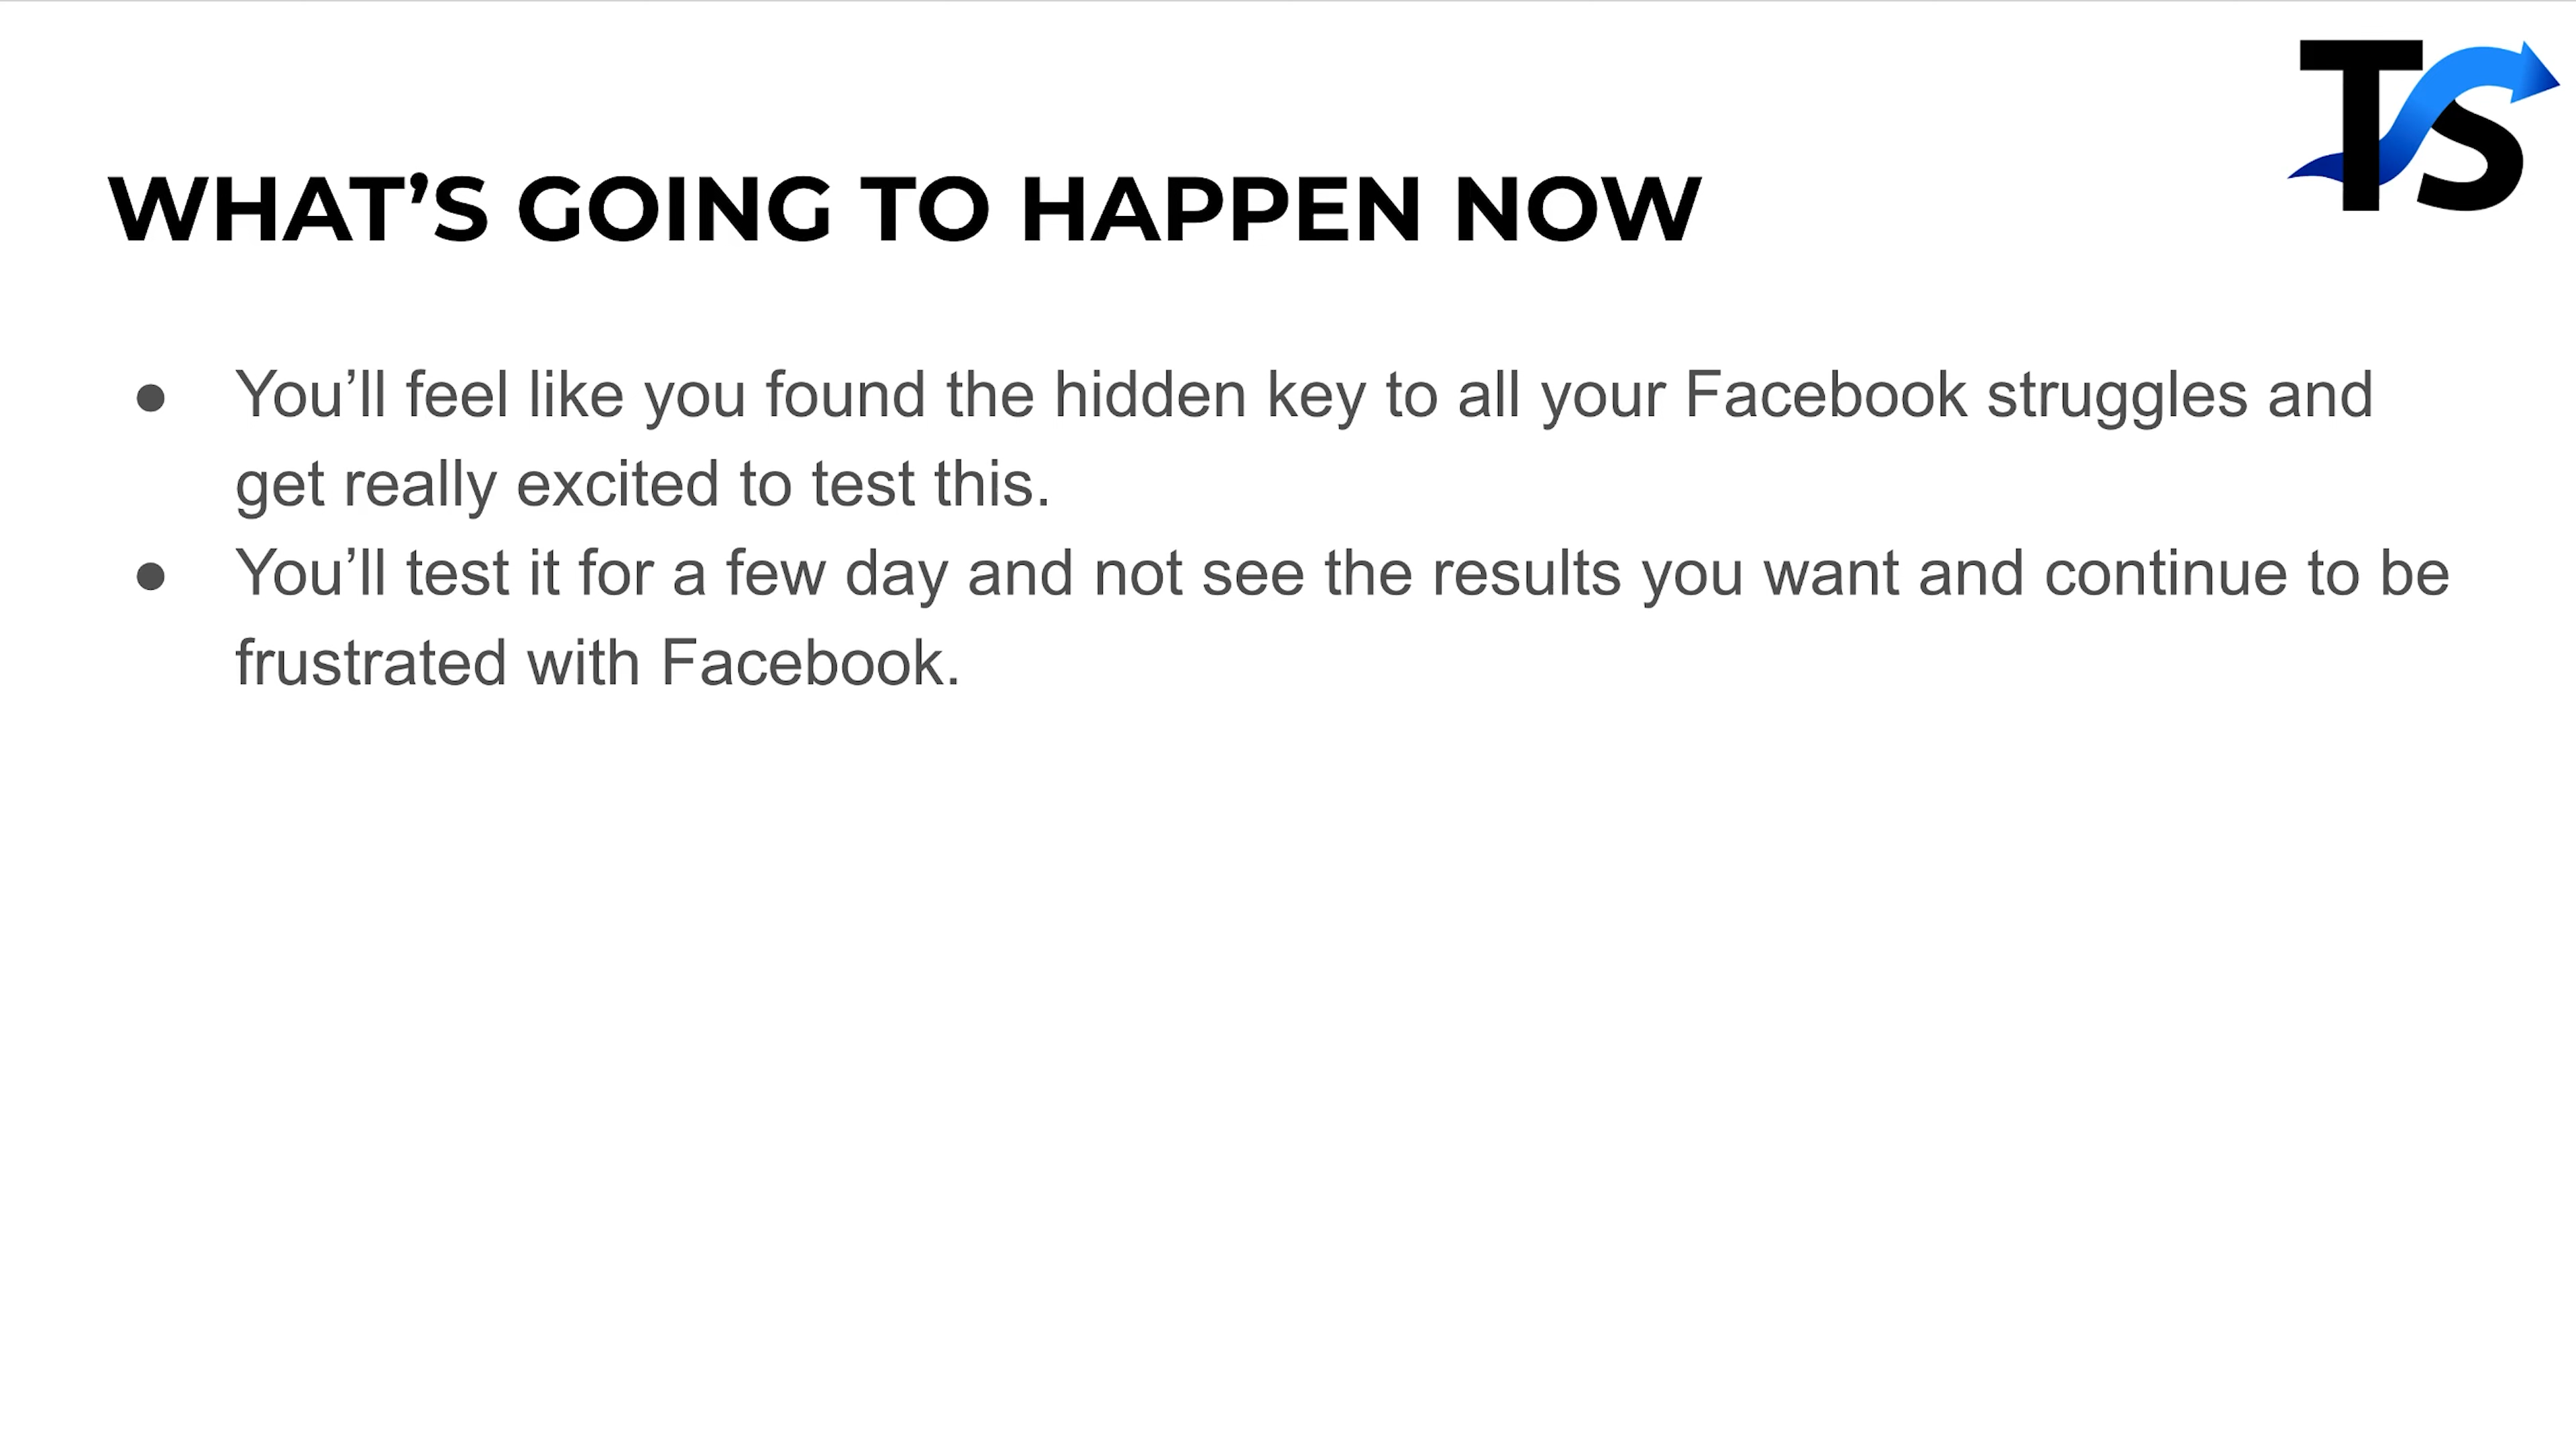 TS
WHAT’S GOING TO HAPPEN NOW
● You’ll feel like you found the hidden key to all your Facebook struggles and
get really excited to test this.
● You’ll test it for a few day and not see the results you want and continue to be
frustrated with Facebook.